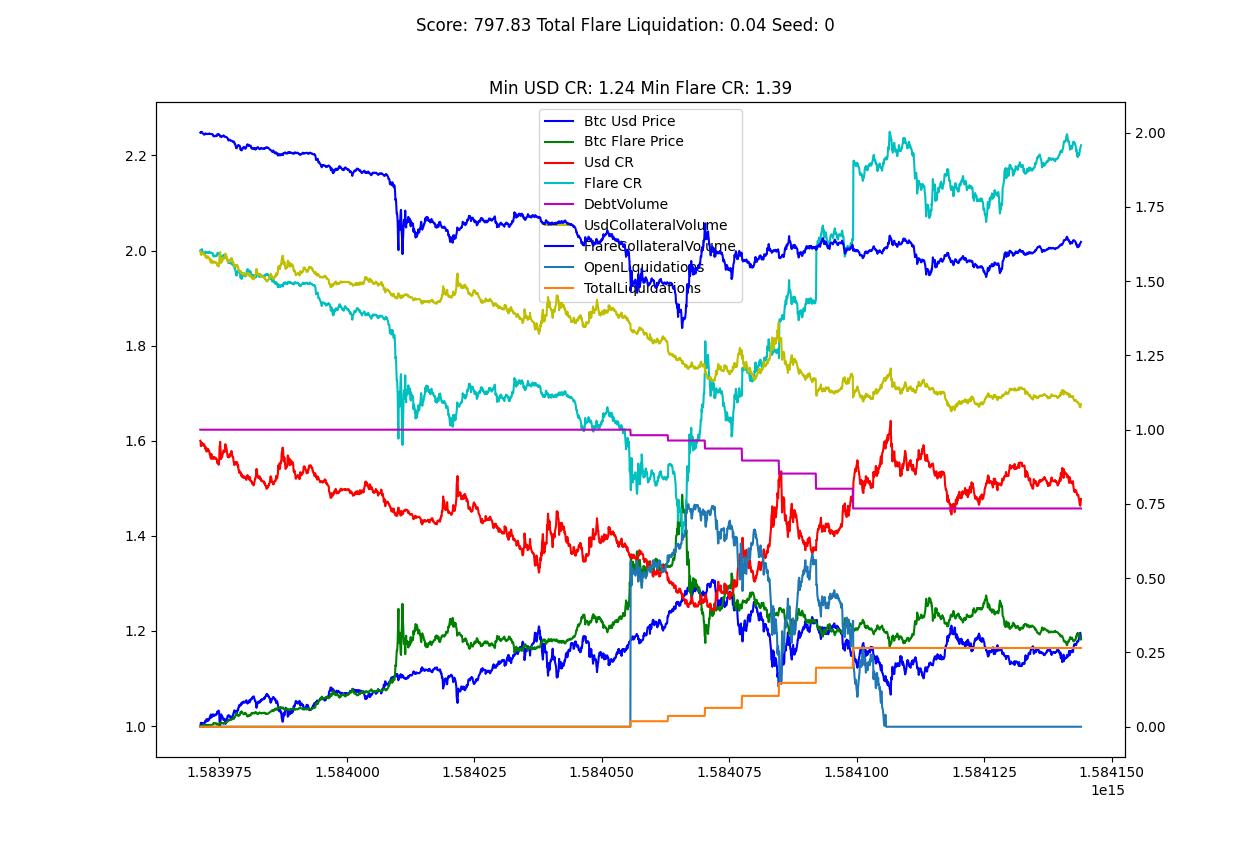 Score: 797.83 Total Flare Liquidation: 0.04 Seed: 0
Min USD CR: 1.24 Min Flare CR: 1.39
Btc Usd Price
Btc Flare Price
Usd CR
Flare CR
DebtVolume
UsdCollateralVolume
FlareCollateralVolume
OpenLiquidations
TotalLiquidations
2.2
2.0
1.8
1.6
1.4
1.2
1.0
2.00
1.75
1.50
1.25
1.00
0.75
0.50
0.25
0.00
1.583975 1.584000 1.584025 1.584050 1.584075 1.584100 1.584125 1.584150
1e15